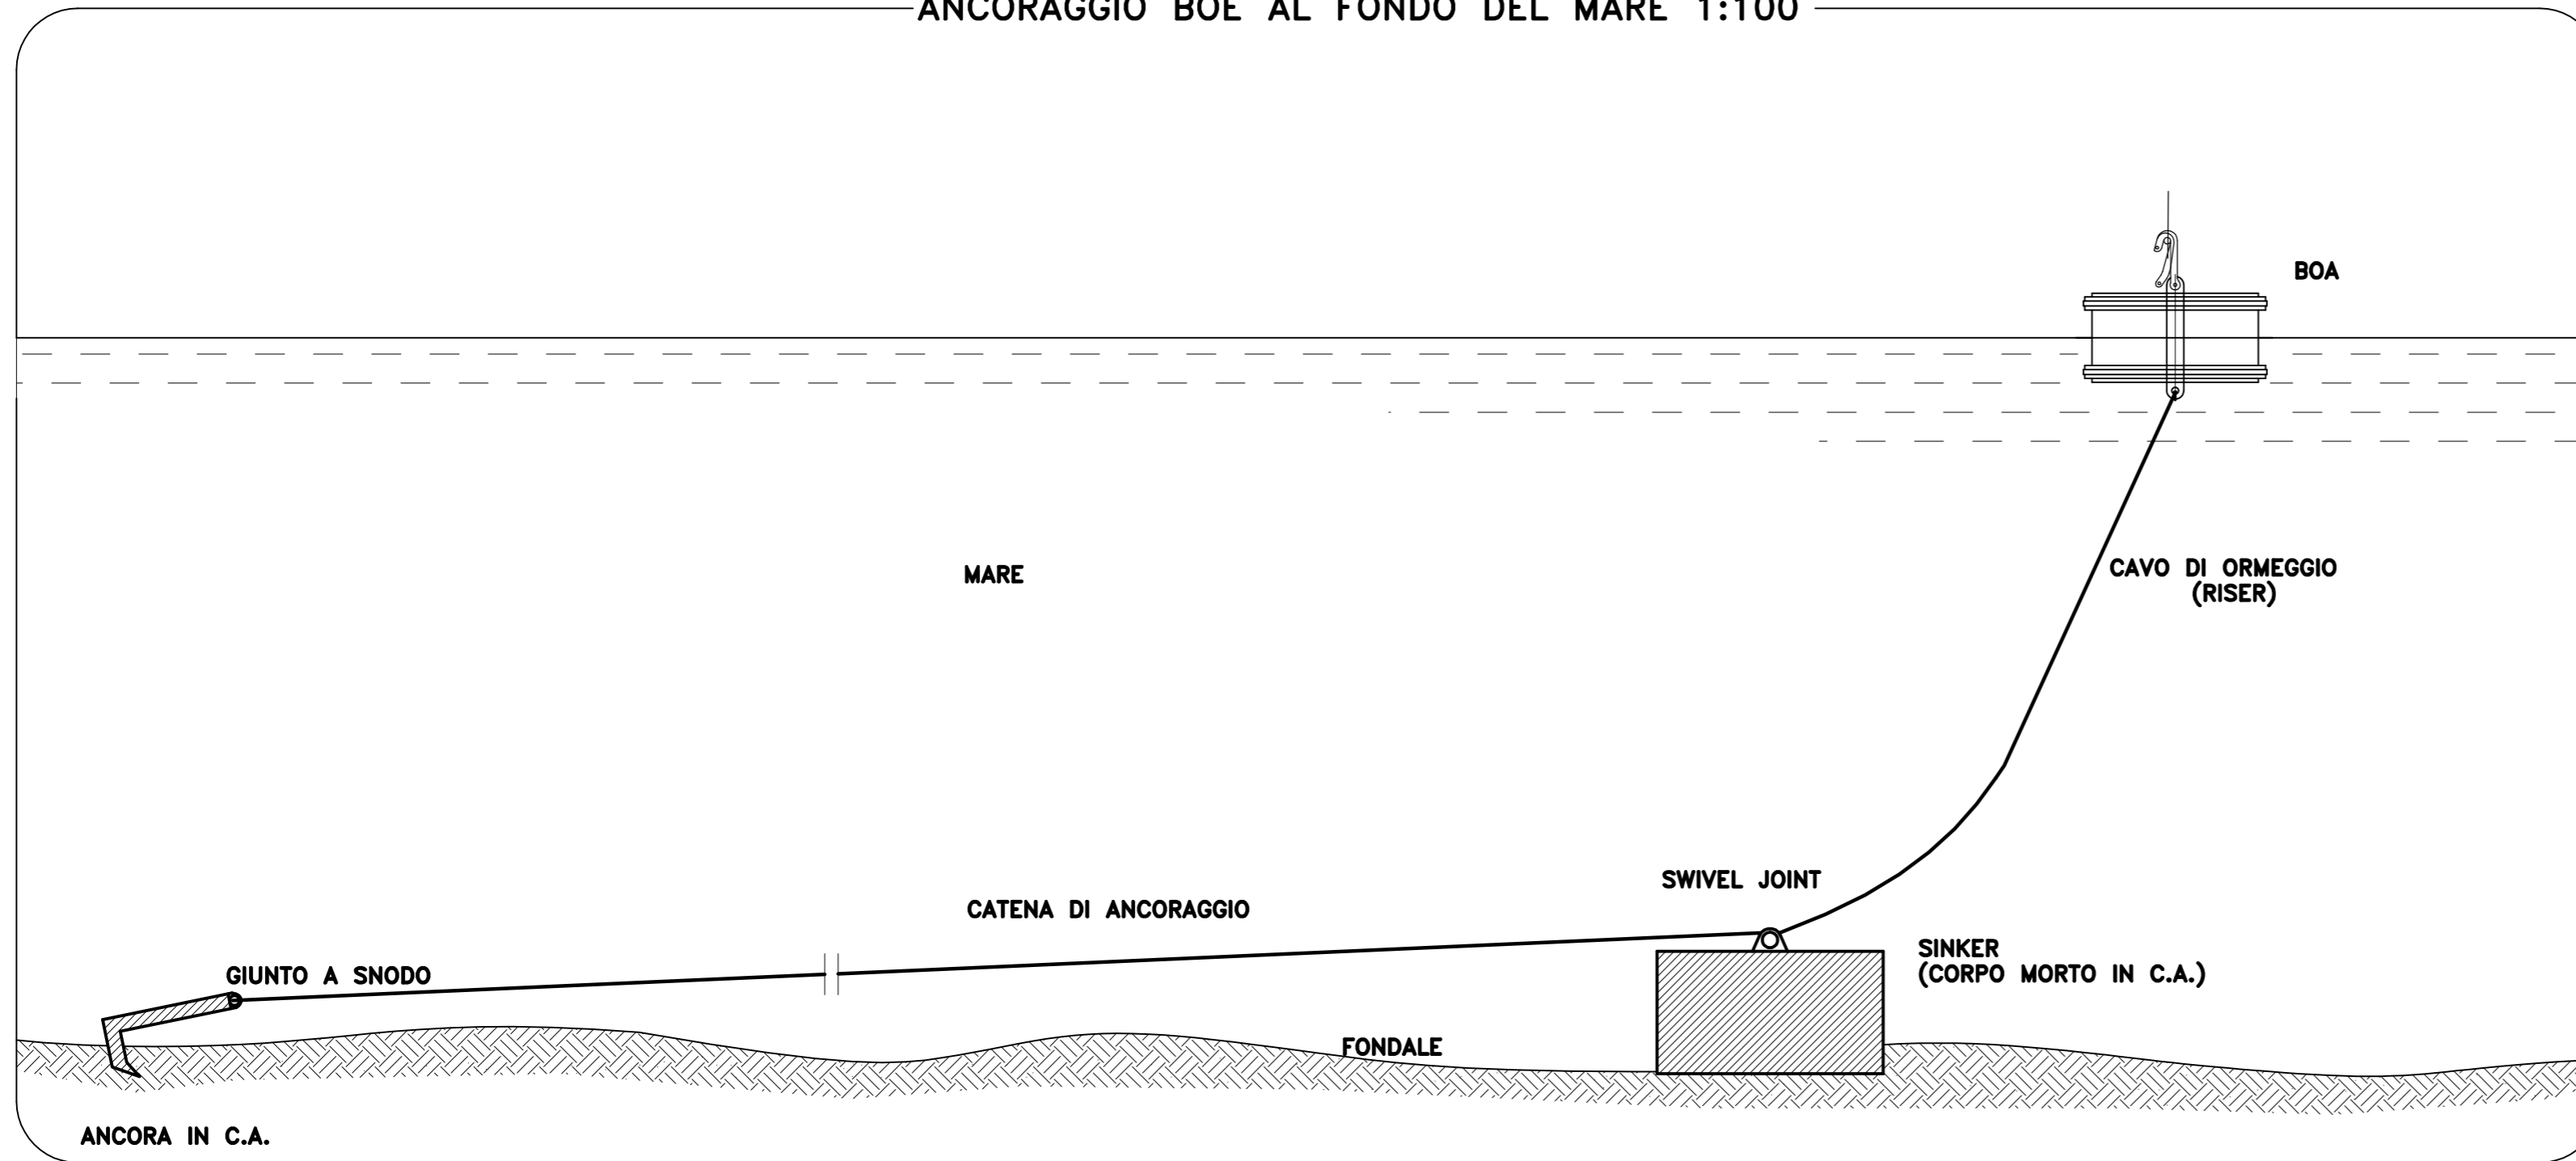 ANCORAGGIO BOE AL FONDO DEL MARE 1:100
BOA
MARE
CAVO DI ORMEGGIO
(RISER)
SWIVEL JOINT
CATENA DI ANCORAGGIO
SINKER
(CORPO MORTO IN C.A.)
GIUNTO A SNODO
FONDALE
ANCORA IN C.A.